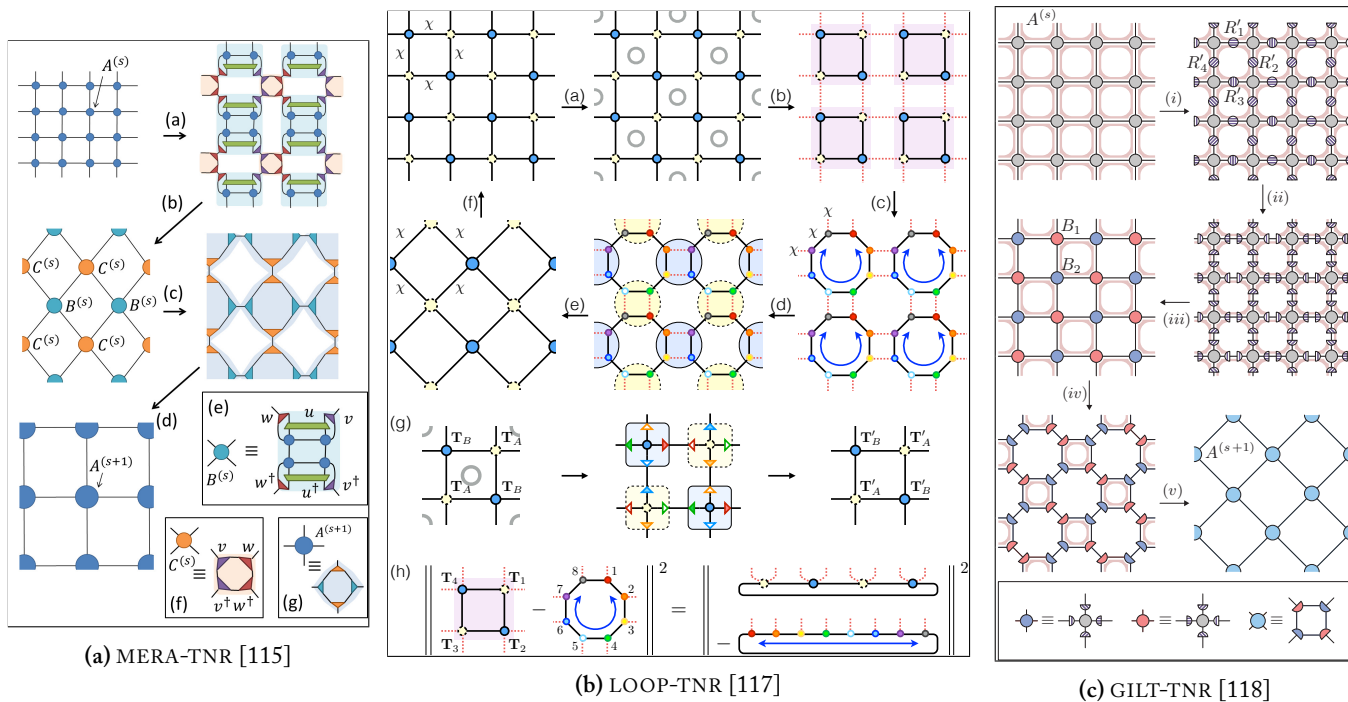 A^{(s)}
(a)
(b)
C^{(s)} C^{(s)}
B^{(s)} B^{(s)}
(c)
C^{(s)} C^{(s)}
(d)
A^{(s+1)}
(e)
w u v
B^{(s)} ≡
w† u† v†
C^{(s)} ≡
v w
v† w†
(f)
A^{(s+1)}
≡
(g)
(a) MERA-TNR [115]
χ
χ χ
χ
(a)
(b)
(c)
χ
χ
(d)
(e)
χ χ
χ χ
(f)
(g)
T_B T_A
T_A T_B
T′_B T′_A
T′_A T′_B
(h)
T_4 T_1
T_3 T_2
−
8 1
7 2
6 3
5 4
2
=
−
2
(b) LOOP-TNR [117]
A^{(s)}
(i)
R′_1
R′_4 R′_2
R′_3
(ii)
B_1
B_2
(iii)
(iv)
A^{(s+1)}
(v)
≡ ≡ ≡
(c) GILT-TNR [118]